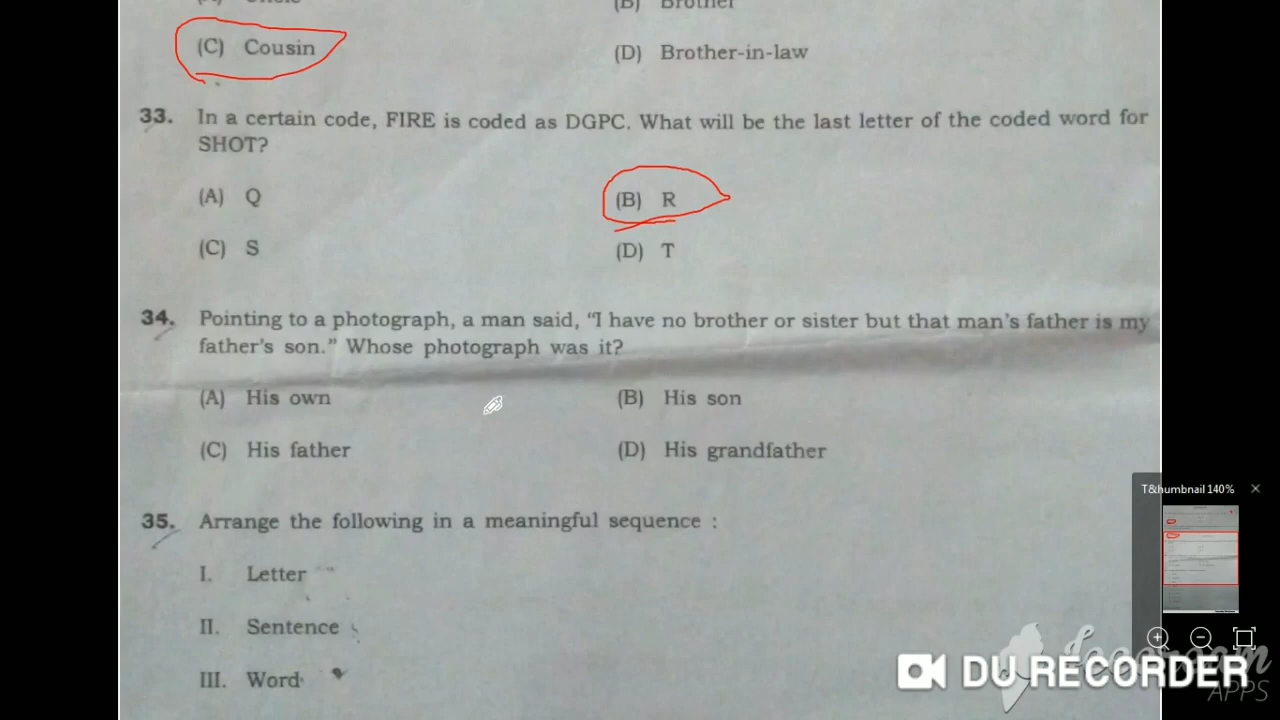 (B) Brother
(C) Cousin
(D) Brother-in-law
33. In a certain code, FIRE is coded as DGPC. What will be the last letter of the coded word for
SHOT?
(A) Q
(B) R
(C) S
(D) T
34. Pointing to a photograph, a man said, “I have no brother or sister but that man's father is my
father's son.” Whose photograph was it?
(A) His own
(B) His son
(C) His father
(D) His grandfather
35. Arrange the following in a meaningful sequence :
I. Letter
II. Sentence
III. Word
T&humbnail 140%
DU RECORDER
APPS